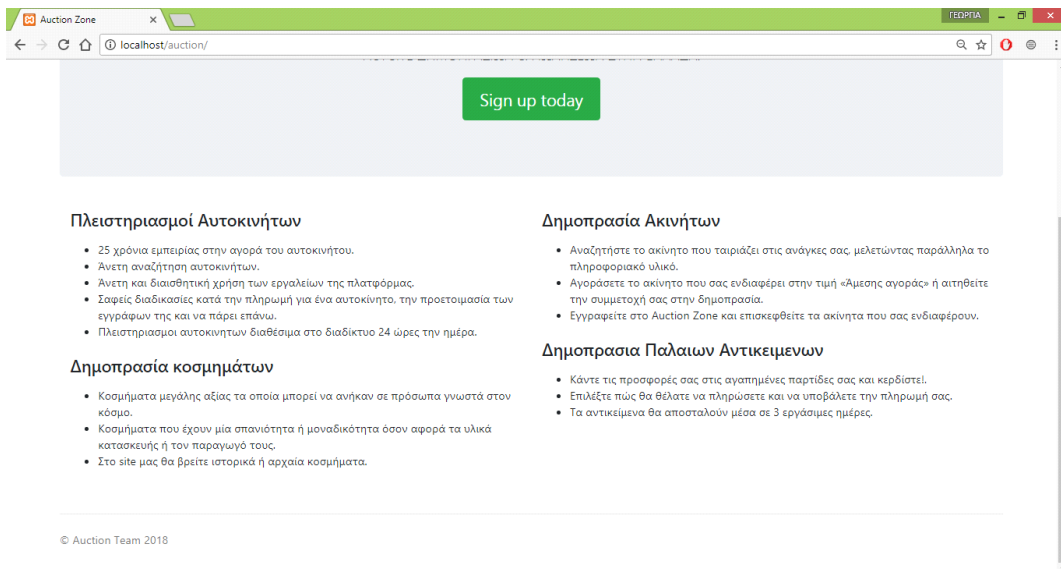 Auction Zone
ΓΕΩΡΓΙΑ
localhost/auction/
Sign up today
Πλειστηριασμοί Αυτοκινήτων
25 χρόνια εμπειρίας στην αγορά του αυτοκινήτου.
Άνετη αναζήτηση αυτοκινήτων.
Άνετη και διαισθητική χρήση των εργαλείων της πλατφόρμας.
Σαφείς διαδικασίες κατά την πληρωμή για ένα αυτοκίνητο, την προετοιμασία των
εγγράφων της και να πάρει επάνω.
Πλειστηριασμοι αυτοκινητων διαθέσιμα στο διαδίκτυο 24 ώρες την ημέρα.
Δημοπρασία κοσμημάτων
Κοσμήματα μεγάλης αξίας τα οποία μπορεί να ανήκαν σε πρόσωπα γνωστά στον
κόσμο.
Κοσμήματα που έχουν μία σπανιότητα ή μοναδικότητα όσον αφορά τα υλικά
κατασκευής ή τον παραγωγό τους.
Στο site μας θα βρείτε ιστορικά ή αρχαία κοσμήματα.
Δημοπρασία Ακινήτων
Αναζητήστε το ακίνητο που ταιριάζει στις ανάγκες σας, μελετώντας παράλληλα το
πληροφοριακό υλικό.
Αγοράσετε το ακίνητο που σας ενδιαφέρει στην τιμή «Άμεσης αγοράς» ή αιτηθείτε
την συμμετοχή σας στην δημοπρασία.
Εγγραφείτε στο Auction Zone και επισκεφθείτε τα ακίνητα που σας ενδιαφέρουν.
Δημοπρασια Παλαιων Αντικειμενων
Κάντε τις προσφορές σας στις αγαπημένες παρτίδες σας και κερδίστε!.
Επιλέξτε πώς θα θέλατε να πληρώσετε και να υποβάλετε την πληρωμή σας.
Τα αντικείμενα θα αποσταλούν μέσα σε 3 εργάσιμες ημέρες.
© Auction Team 2018